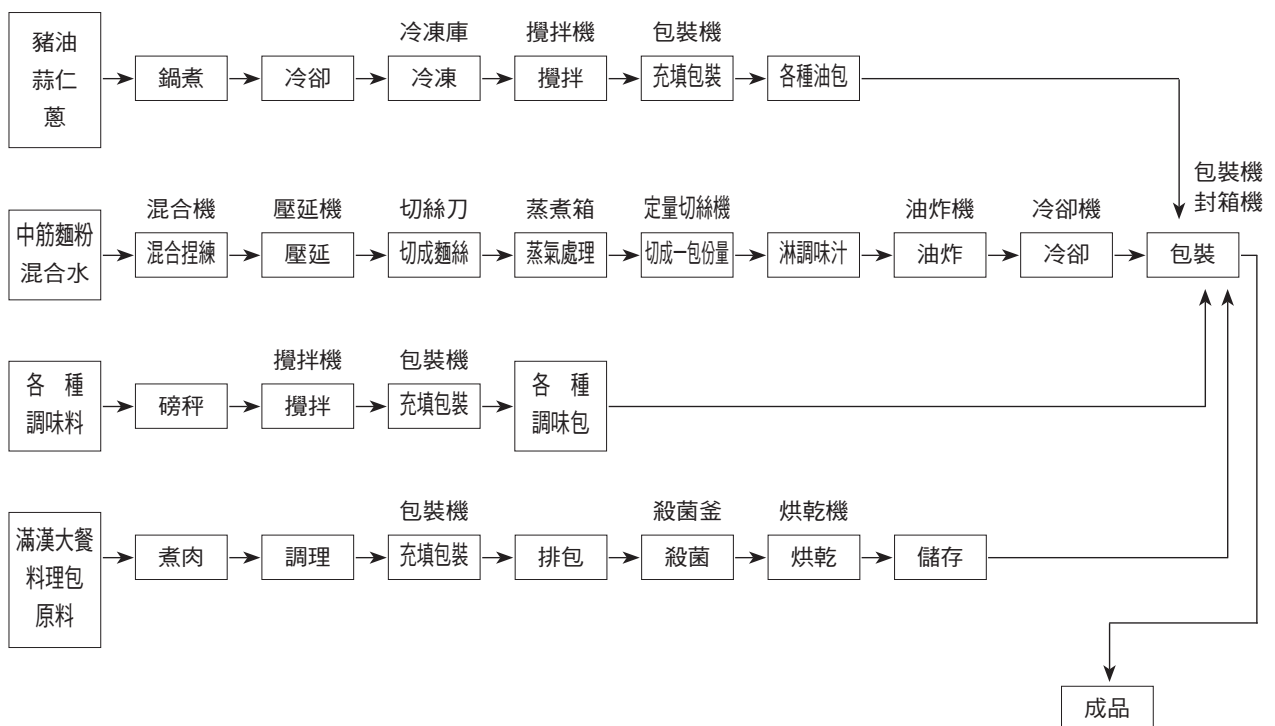 冷凍庫 攪拌機 包裝機
豬油
蒜仁
蔥
鍋煮 冷卻 冷凍 攪拌 充填包裝 各種油包
包裝機
封箱機
混合機 壓延機 切絲刀 蒸煮箱 定量切絲機 油炸機 冷卻機
中筋麵粉
混合水
混合捏練 壓延 切成麵絲 蒸氣處理 切成一包份量 淋調味汁 油炸 冷卻 包裝
攪拌機 包裝機
各種
調味料
磅秤 攪拌 充填包裝
各種
調味包
包裝機 殺菌釜 烘乾機
滿漢大餐
料理包
原料
煮肉 調理 充填包裝 排包 殺菌 烘乾 儲存
成品